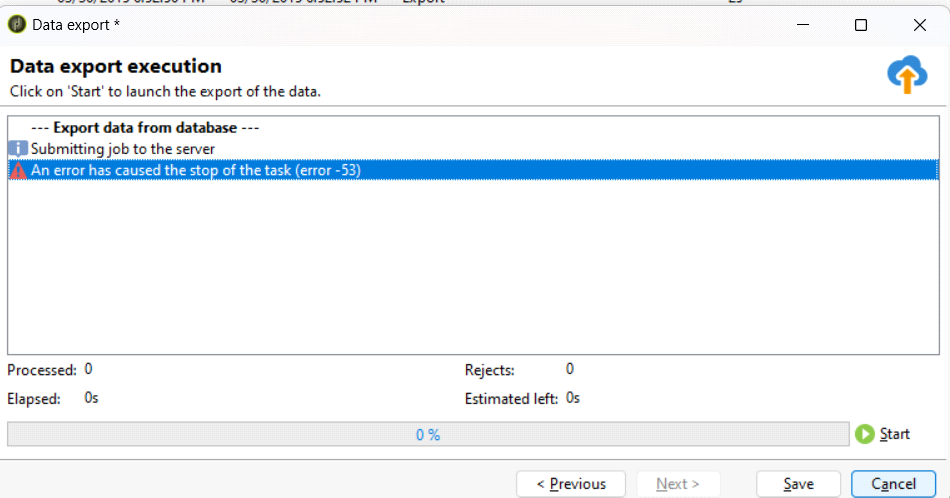 Data export *
Data export execution
Click on 'Start' to launch the export of the data.
--- Export data from database ---
Submitting job to the server
An error has caused the stop of the task (error -53)
Processed: 0
Rejects: 0
Elapsed: 0s
Estimated left: 0s
0 %
Start
< Previous
Next >
Save
Cancel